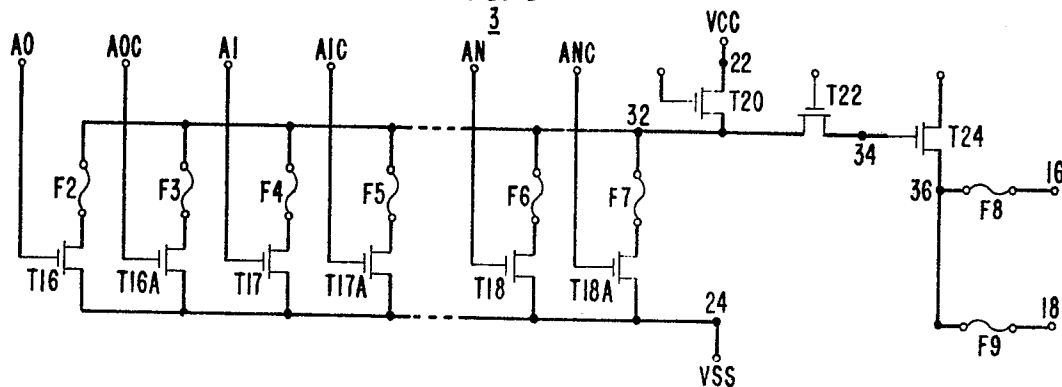 3
A0 A0C A1 A1C AN ANC VCC
22
T20 T22
32
34 T24
F2 F3 F4 F5 F6 F7
36 16
F8
T16 T16A T17 T17A T18 T18A
24 18
F9
VSS